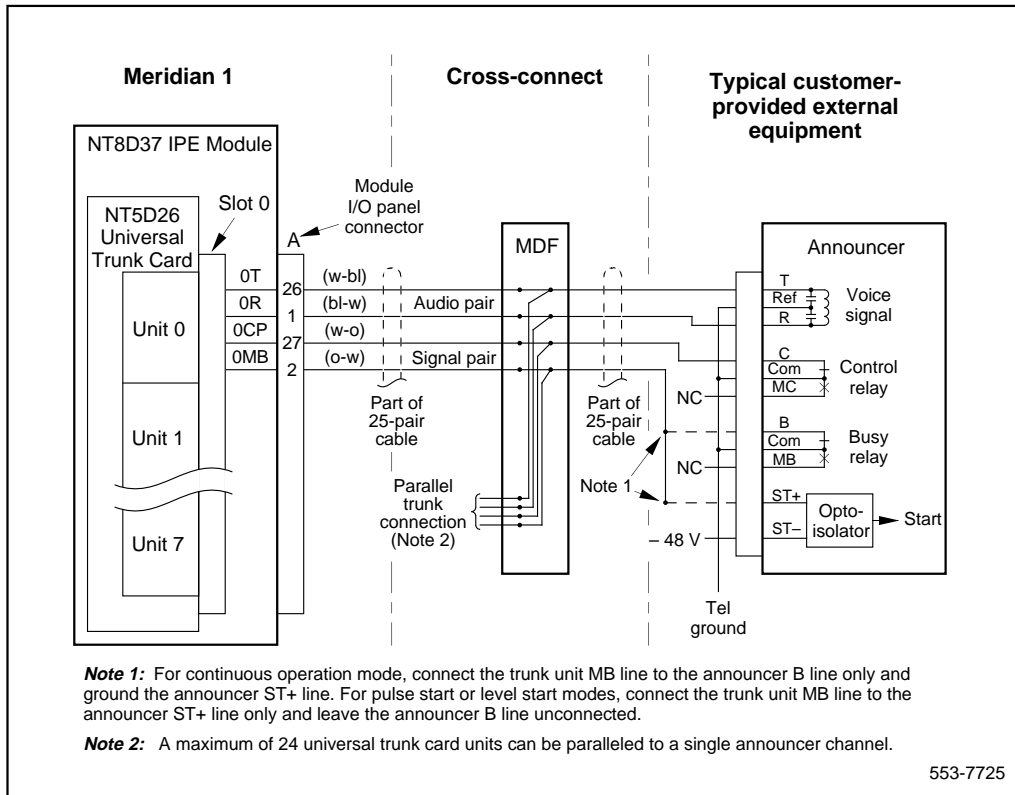 Meridian 1
Cross-connect
Typical customer-
provided external
equipment
NT8D37 IPE Module
Slot 0
Module
I/O panel
connector
NT5D26
Universal
Trunk Card
A
MDF
Announcer
0T
26
(w-bl)
T
Ref
R
Voice
signal
0R
1
(bl-w)
Audio pair
Unit 0
0CP
27
(w-o)
0MB
2
(o-w)
Signal pair
C
Com
MC
Control
relay
NC
Part of
25-pair
cable
Part of
25-pair
cable
Unit 1
B
Com
MB
Busy
relay
NC
Note 1
Parallel
trunk
connection
(Note 2)
ST+
ST–
Opto-
isolator
Start
– 48 V
Unit 7
Tel
ground
Note 1: For continuous operation mode, connect the trunk unit MB line to the announcer B line only and
ground the announcer ST+ line. For pulse start or level start modes, connect the trunk unit MB line to the
announcer ST+ line only and leave the announcer B line unconnected.
Note 2: A maximum of 24 universal trunk card units can be paralleled to a single announcer channel.
553-7725